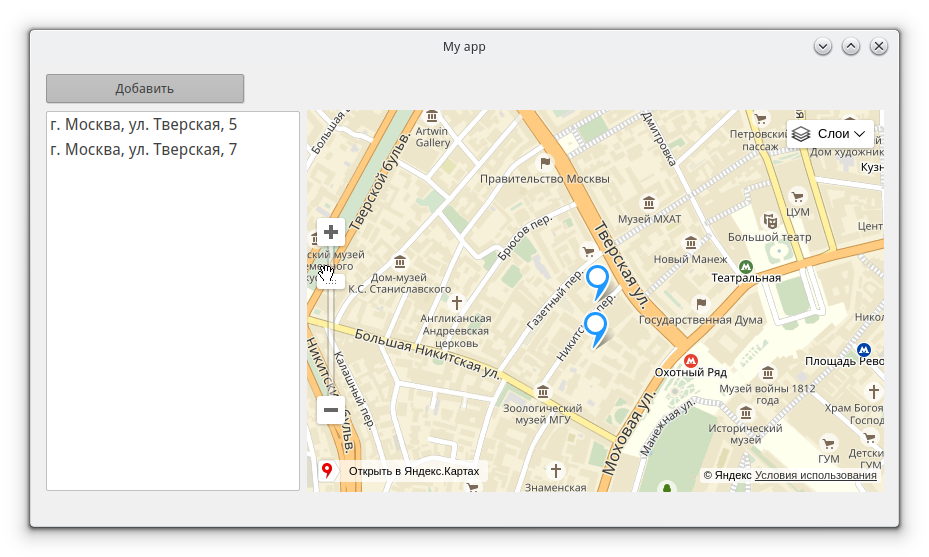 My app
Добавить
г. Москва, ул. Тверская, 5
г. Москва, ул. Тверская, 7
Большая
Artwin
Gallery
Тверской бульв.
Дмитровка
Петровский
пассаж
Слои
Дом художник
Кузн
Правительство Москвы
Музей МХАТ
ЦУМ
Большой театр
Цент
Брюсов пер.
Тверская ул.
Новый Манеж
Театральная
ский музей
Дом-музей
К.С. Станиславского
Газетный пер.
Никитский пер.
Англиканская
Андреевская
церковь
Государственная Дума
Никол
Большая Никитская ул.
Площадь Рево
Охотный Ряд
Никитский бульв.
Калашный пер.
Музей войны 1812
года
Зоологический
музей МГУ
Моховая ул.
Манежная ул.
Исторический
музей
Храм Богоя
Господ
ГУМ
Детски
ГУМ
Открыть в Яндекс.Картах
Знаменская
© Яндекс Условия использования